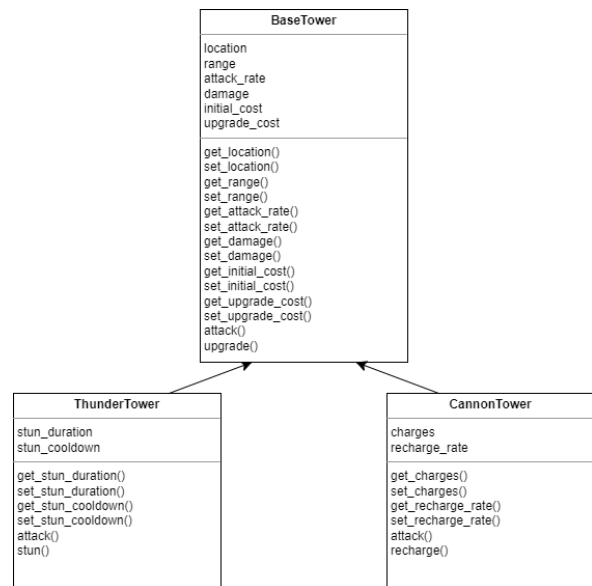 BaseTower
location
range
attack_rate
damage
initial_cost
upgrade_cost
get_location()
set_location()
get_range()
set_range()
get_attack_rate()
set_attack_rate()
get_damage()
set_damage()
get_initial_cost()
set_initial_cost()
get_upgrade_cost()
set_upgrade_cost()
attack()
upgrade()
ThunderTower
stun_duration
stun_cooldown
get_stun_duration()
set_stun_duration()
get_stun_cooldown()
set_stun_cooldown()
attack()
stun()
CannonTower
charges
recharge_rate
get_charges()
set_charges()
get_recharge_rate()
set_recharge_rate()
attack()
recharge()